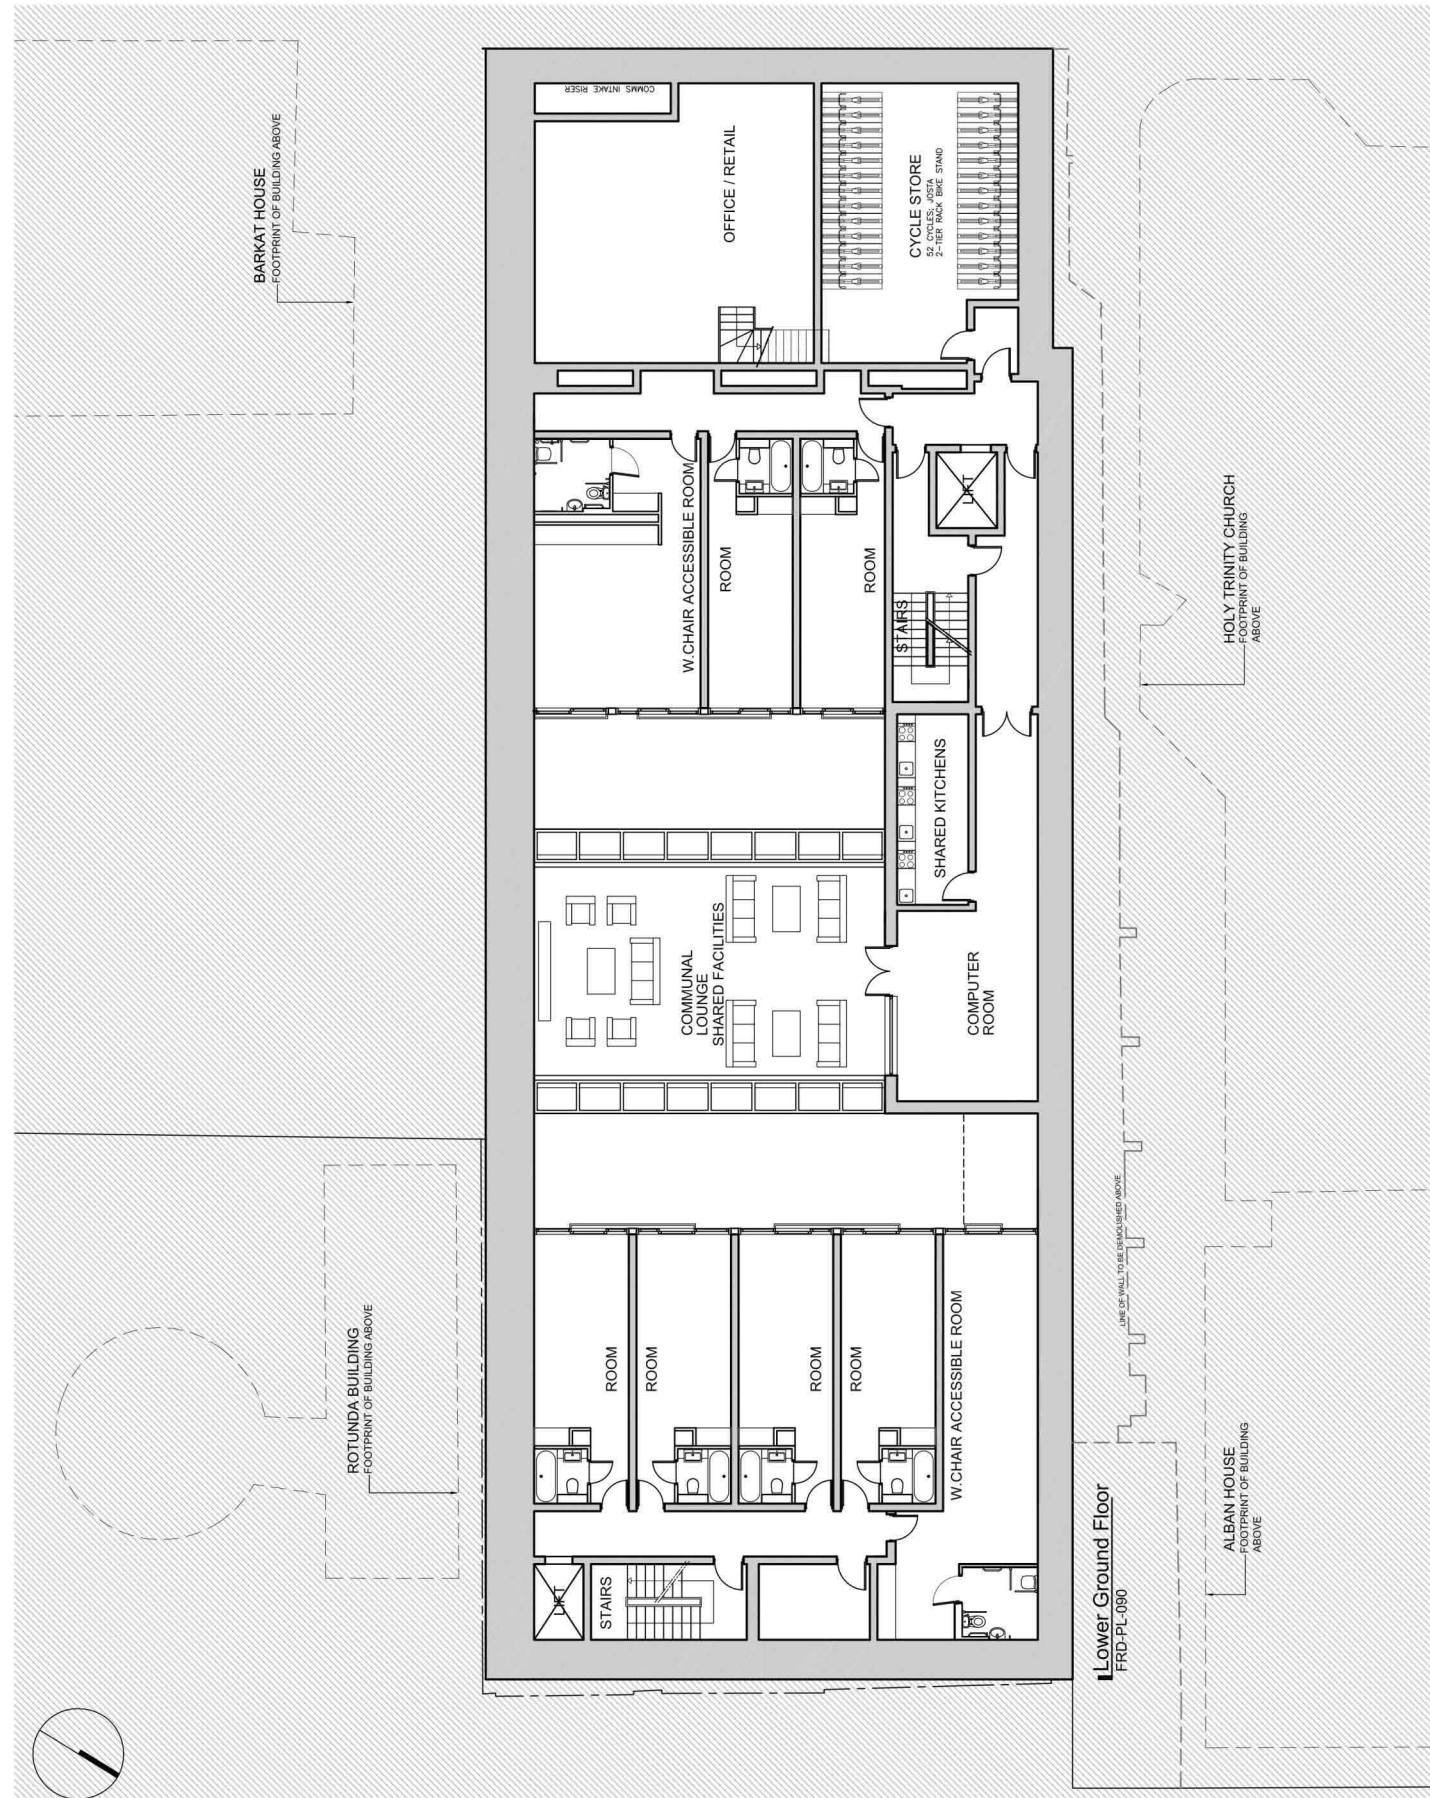 COMMS INTAKE RISER
OFFICE / RETAIL
CYCLE STORE
52 CYCLES; JOSTA
2-TIER RACK BIKE STAND
BARKAT HOUSE
FOOTPRINT OF BUILDING ABOVE
W.CHAIR ACCESSIBLE ROOM
ROOM
ROOM
LIFT
STAIRS
HOLY TRINITY CHURCH
FOOTPRINT OF BUILDING
ABOVE
SHARED KITCHENS
COMMUNAL
LOUNGE
SHARED FACILITIES
COMPUTER
ROOM
LINE OF WALL TO BE DEMOLISHED ABOVE
ROTUNDA BUILDING
FOOTPRINT OF BUILDING ABOVE
ROOM
ROOM
ROOM
ROOM
W.CHAIR ACCESSIBLE ROOM
LIFT
STAIRS
ALBAN HOUSE
FOOTPRINT OF BUILDING
ABOVE
Lower Ground Floor
FRD-PL-090